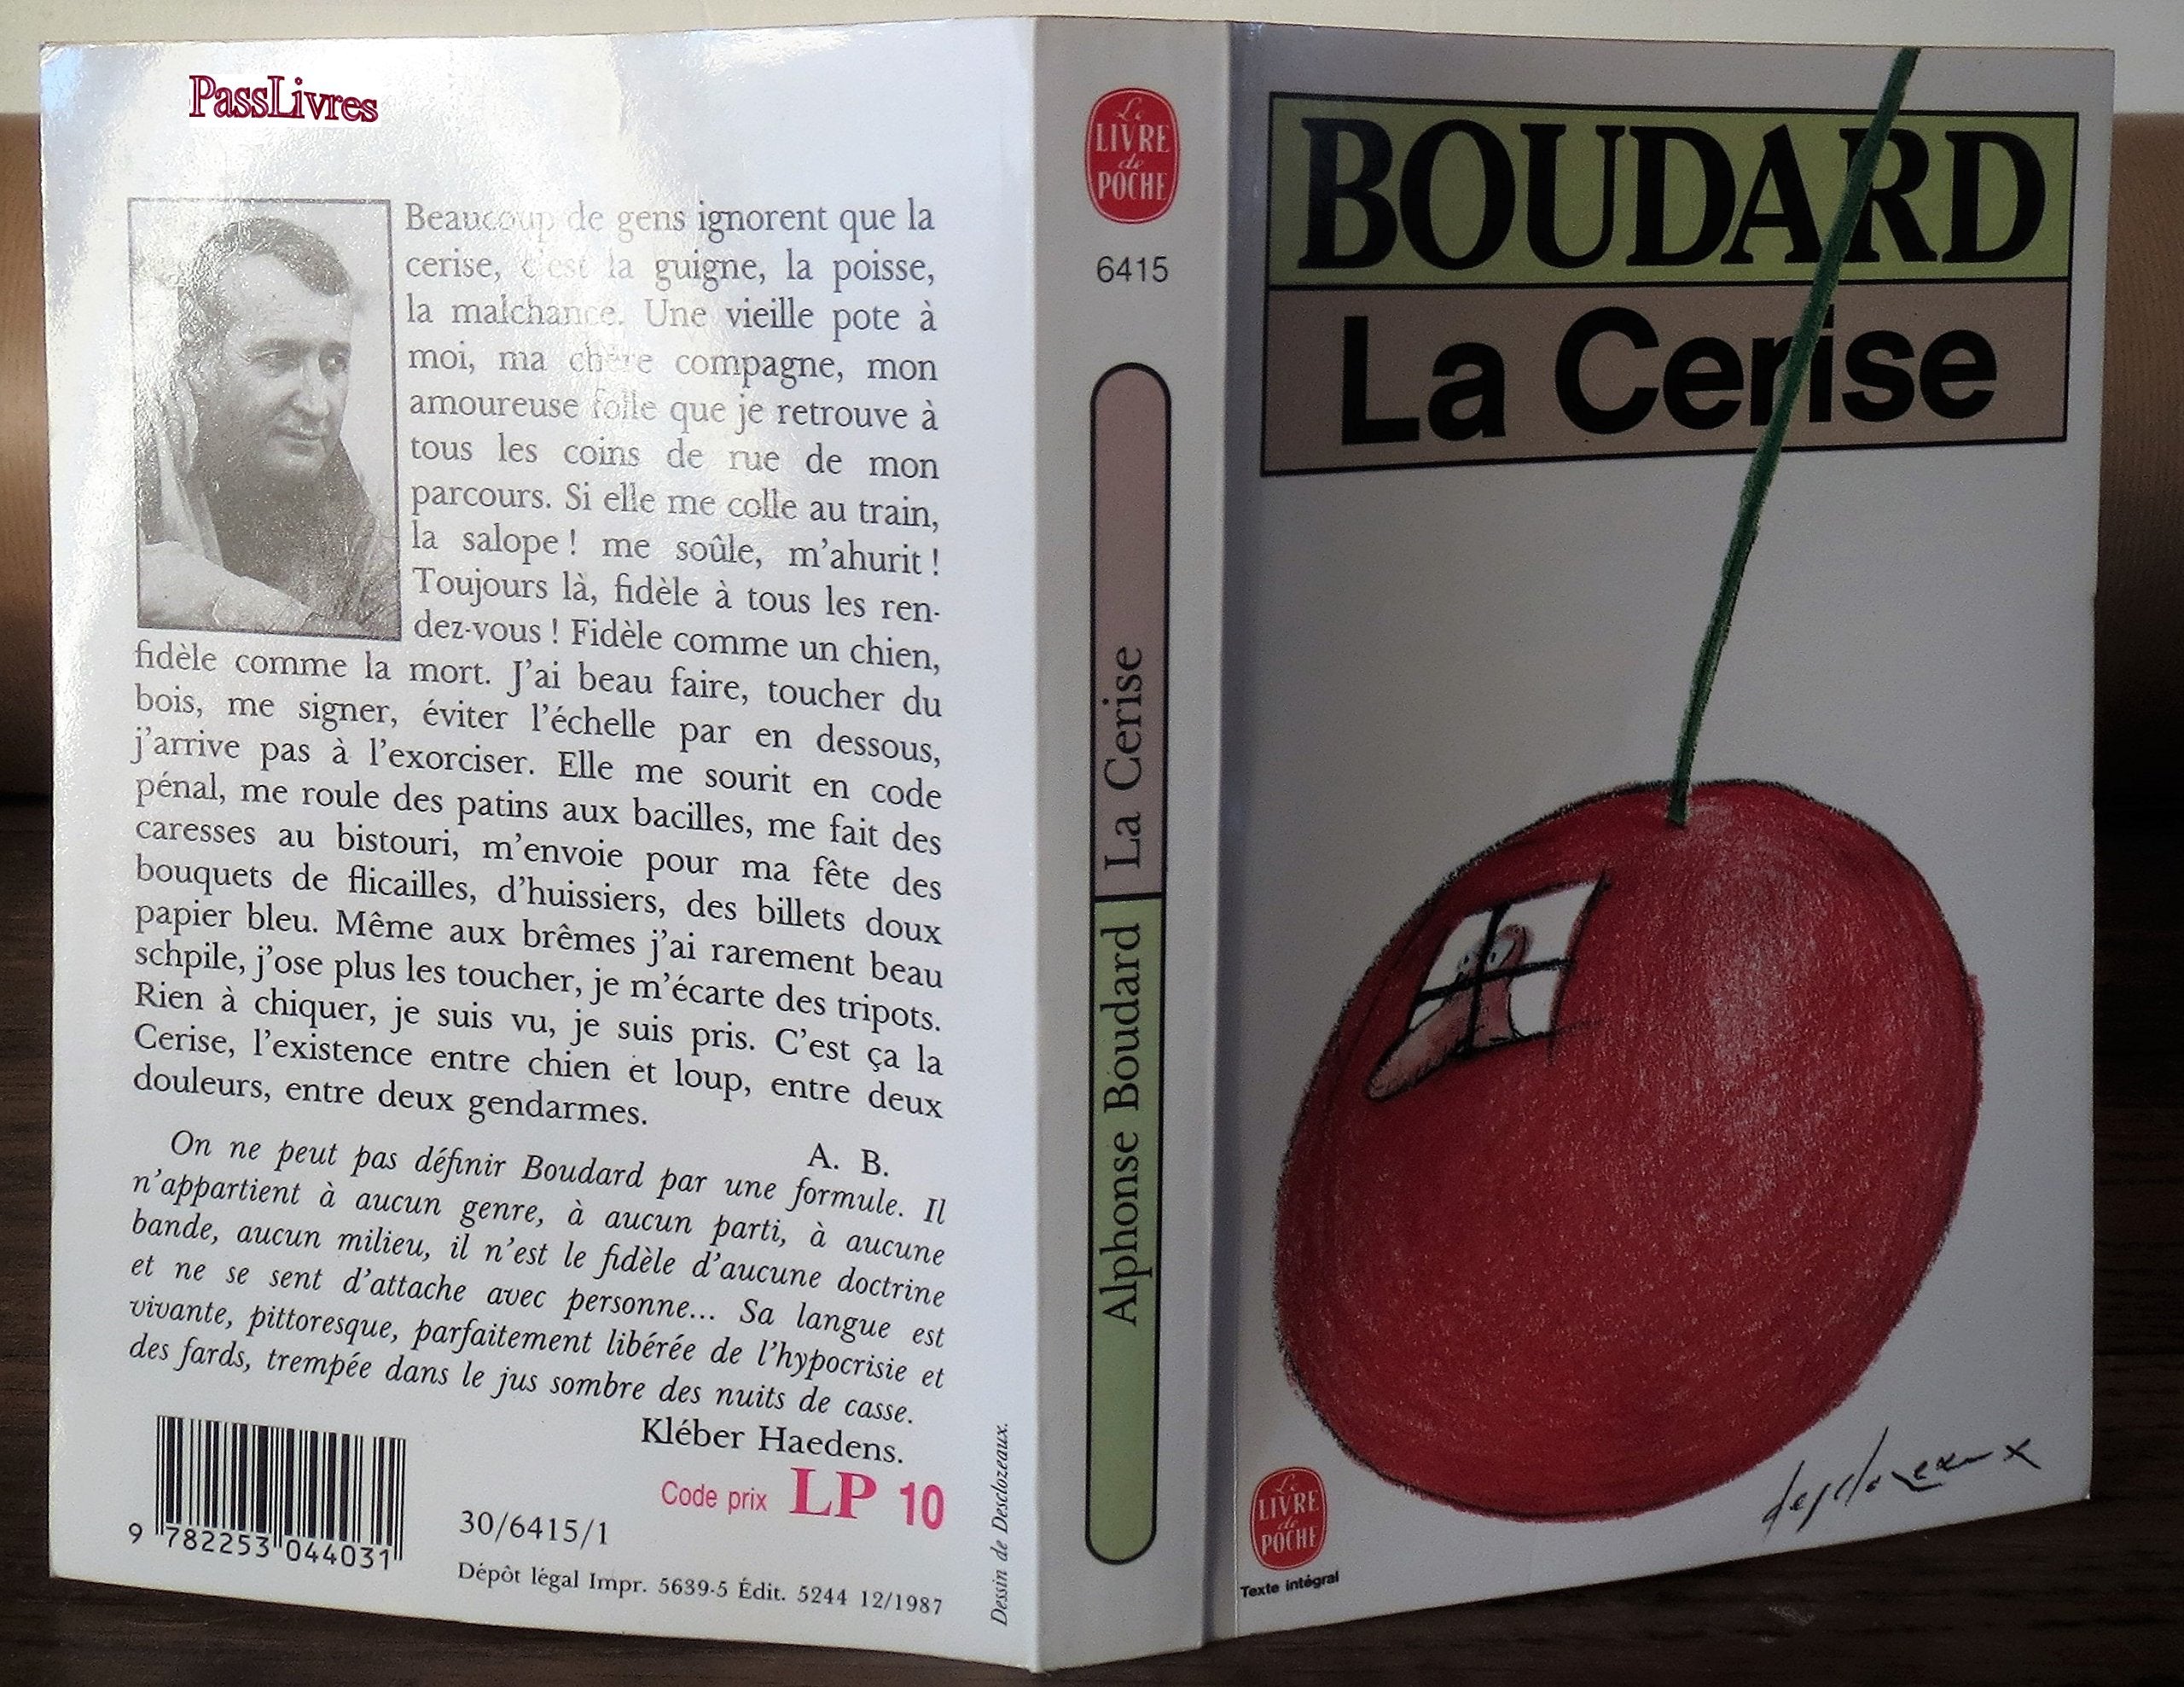 PassLivres
Beaucoup de gens ignorent que la
cerise, c'est la guigne, la poisse,
la malchance. Une vieille pote à
moi, ma chère compagne, mon
amoureuse folle que je retrouve à
tous les coins de rue de mon
parcours. Si elle me colle au train,
la salope ! me soûle, m'ahurit !
Toujours là, fidèle à tous les ren-
dez-vous ! Fidèle comme un chien,
fidèle comme la mort. J'ai beau faire, toucher du
bois, me signer, éviter l'échelle par en dessous,
j'arrive pas à l'exorciser. Elle me sourit en code
pénal, me roule des patins aux bacilles, me fait des
caresses au bistouri, m'envoie pour ma fête des
bouquets de flicailles, d'huissiers, des billets doux
papier bleu. Même aux brêmes j'ai rarement beau
schpile, j'ose plus les toucher, je m'écarte des tripots.
Rien à chiquer, je suis vu, je suis pris. C'est ça la
Cerise, l'existence entre chien et loup, entre deux
douleurs, entre deux gendarmes.
A. B.
On ne peut pas définir Boudard par une formule. Il
n'appartient à aucun genre, à aucun parti, à aucune
bande, aucun milieu, il n'est le fidèle d'aucune doctrine
et ne se sent d'attache avec personne... Sa langue est
vivante, pittoresque, parfaitement libérée de l'hypocrisie et
des fards, trempée dans le jus sombre des nuits de casse.
Kléber Haedens.
Code prix LP 10
9 782253 044031
30/6415/1
Dépôt légal Impr. 5639-5 Édit. 5244 12/1987
Dessin de Desclozeaux.
Le
LIVRE
de
POCHE
6415
Alphonse Boudard La Cerise
BOUDARD
La Cerise
desclozeaux
Le
LIVRE
de
POCHE
Texte intégral